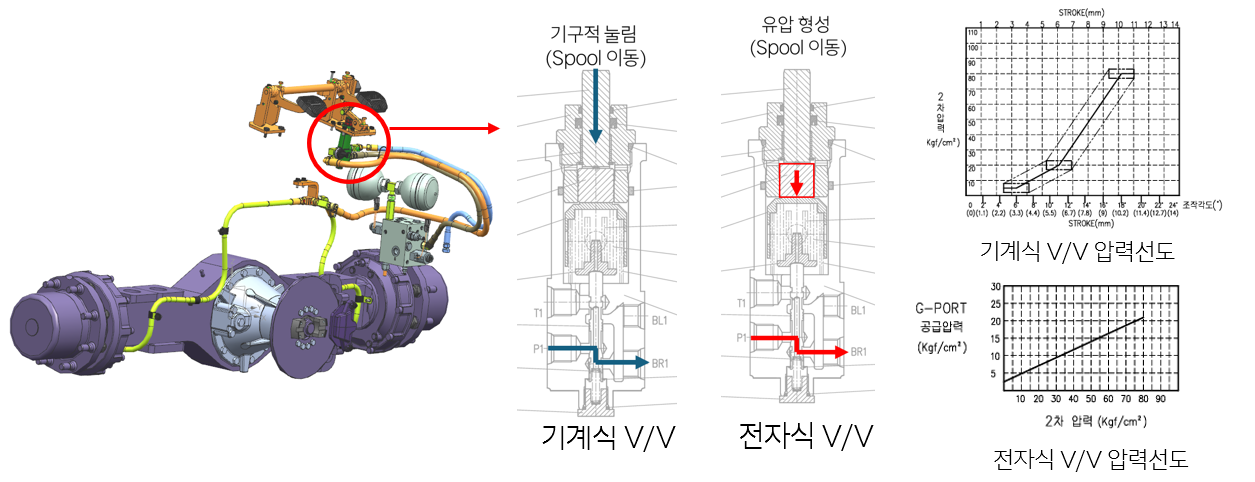 기구적 눌림
(Spool 이동)
T1
BL1
P1
BR1
기계식 V/V
유압 형성
(Spool 이동)
T1
BL1
P1
BR1
전자식 V/V
STROKE(mm)
0 1 2 3 4 5 6 7 8 9 10 11 12 13 14
110
100
90
80
70
60
50
40
30
20
10
0
2
차
압
력
Kgf/cm²)
0 2 4 6 8 10 12 14 16 18 20 22 24 조작각도(°)
(0)(1.1) (2.2) (3.3) (4.4) (5.5) (6.7) (7.8) (9) (10.2) (11.4)(12.7)(14)
STROKE(mm)
기계식 V/V 압력선도
G-PORT
공급압력
(Kgf/cm²)
30
25
20
15
10
5
10 20 30 40 50 60 70 80 90
2차 압력 (Kgf/cm²)
전자식 V/V 압력선도